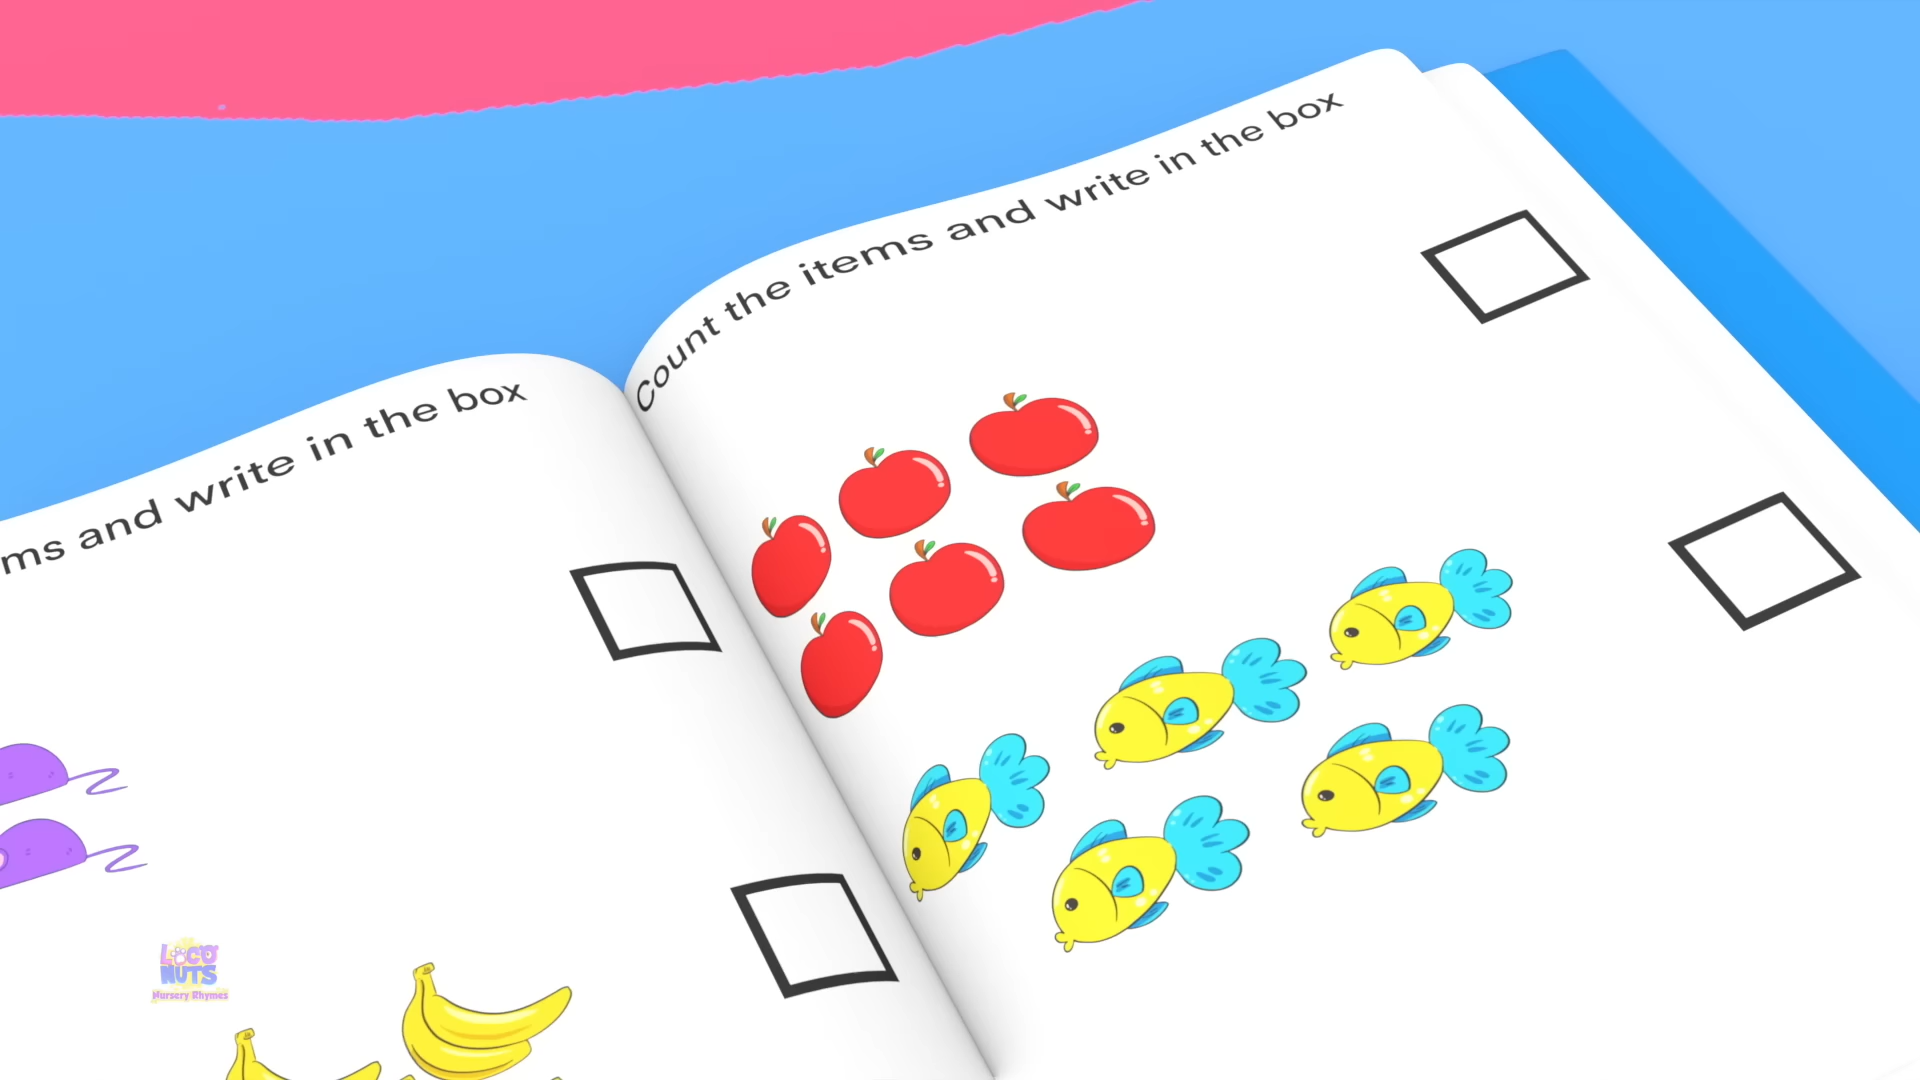 ms and write in the box
Count the items and write in the box
LOCO
NUTS
Nursery Rhymes